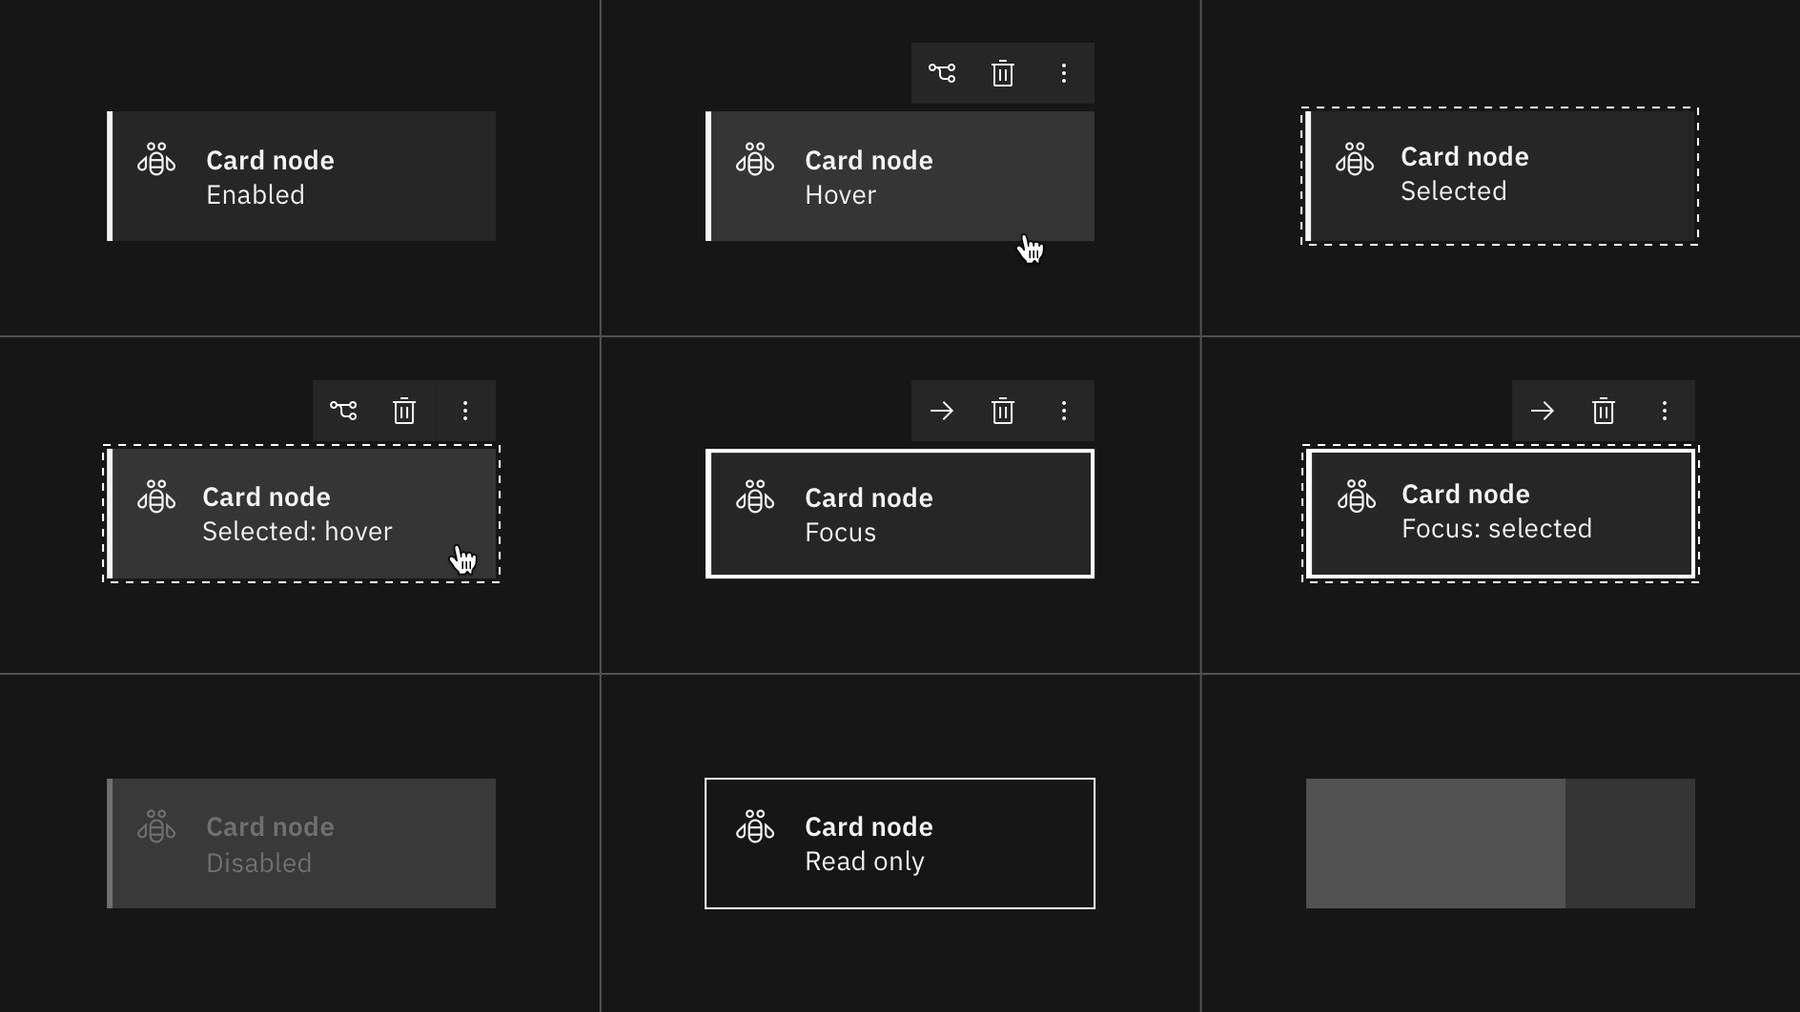 Card node
Enabled
Card node
Hover
Card node
Selected
Card node
Selected: hover
Card node
Focus
Card node
Focus: selected
Card node
Disabled
Card node
Read only